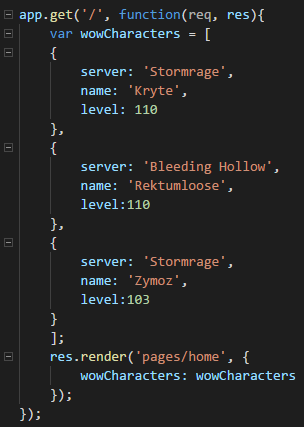 app.get('/', function(req, res){
    var wowCharacters = [
    {
        server: 'Stormrage',
        name: 'Kryte',
        level: 110
    },
    {
        server: 'Bleeding Hollow',
        name: 'Rektumloose',
        level:110
    },
    {
        server: 'Stormrage',
        name: 'Zymoz',
        level:103
    }
    ];
    res.render('pages/home', {
        wowCharacters: wowCharacters
    });
});